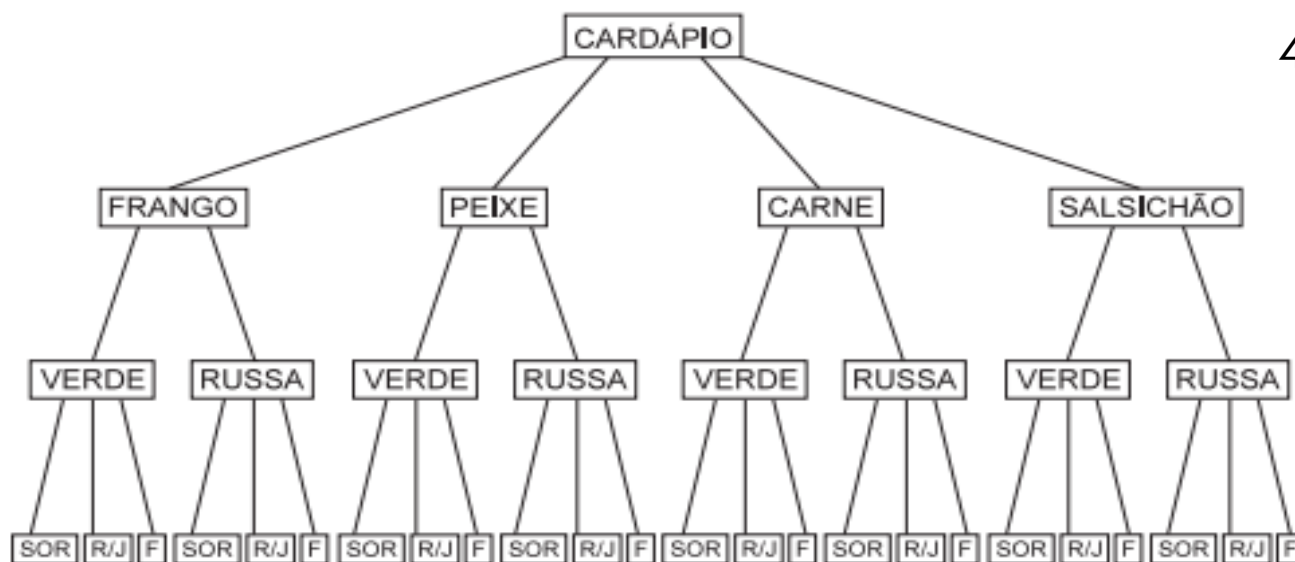 CARDÁPIO
FRANGO PEIXE CARNE SALSICHÃO
VERDE RUSSA VERDE RUSSA VERDE RUSSA VERDE RUSSA
SOR R/J F SOR R/J F SOR R/J F SOR R/J F SOR R/J F SOR R/J F SOR R/J F SOR R/J F